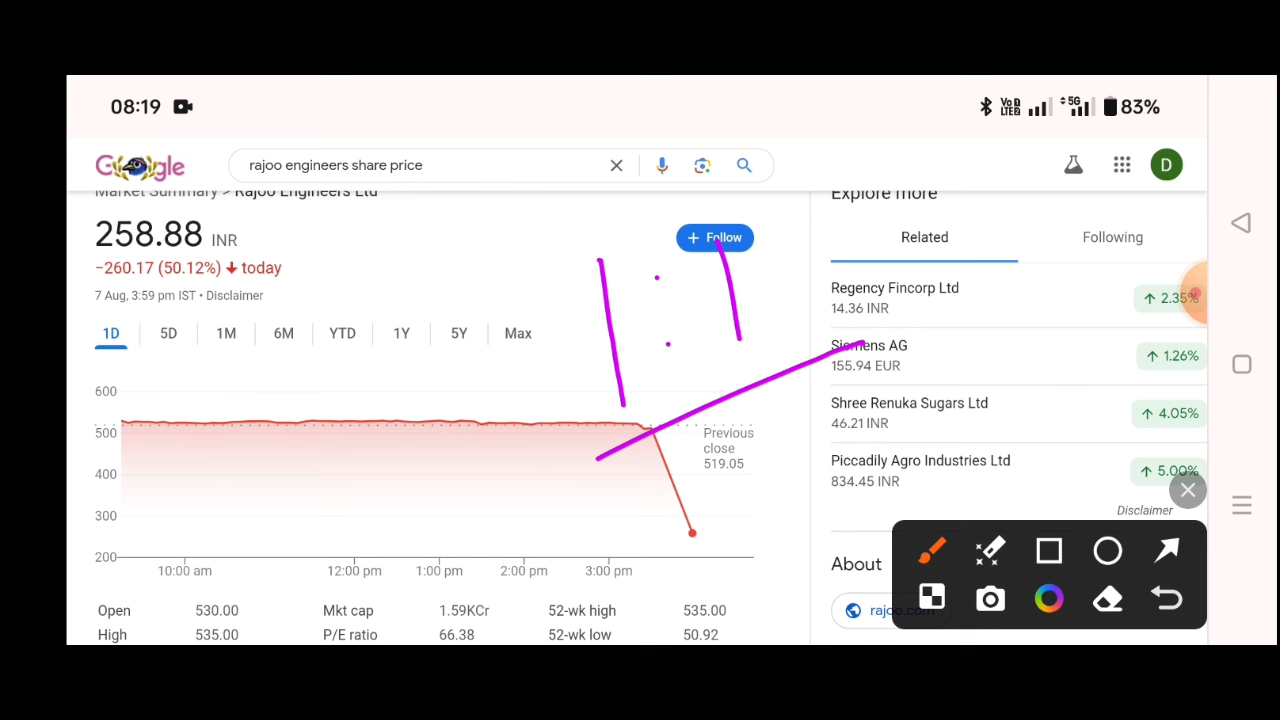 08:19 Vo LTE2 5G 83%
Google rajoo engineers share price D
Market Summary > Rajoo Engineers Ltd
258.88 INR
+ Follow
−260.17 (50.12%) ↓ today
7 Aug, 3:59 pm IST • Disclaimer
1D 5D 1M 6M YTD 1Y 5Y Max
600
500
400
300
200
Previous
close
519.05
10:00 am 12:00 pm 1:00 pm 2:00 pm 3:00 pm
Open 530.00 Mkt cap 1.59KCr 52-wk high 535.00
High 535.00 P/E ratio 66.38 52-wk low 50.92
Explore more
Related Following
Regency Fincorp Ltd
14.36 INR
↑ 2.35%
Siemens AG
155.94 EUR
↑ 1.26%
Shree Renuka Sugars Ltd
46.21 INR
↑ 4.05%
Piccadily Agro Industries Ltd
834.45 INR
↑ 5.00%
Disclaimer
About
rajoo.com